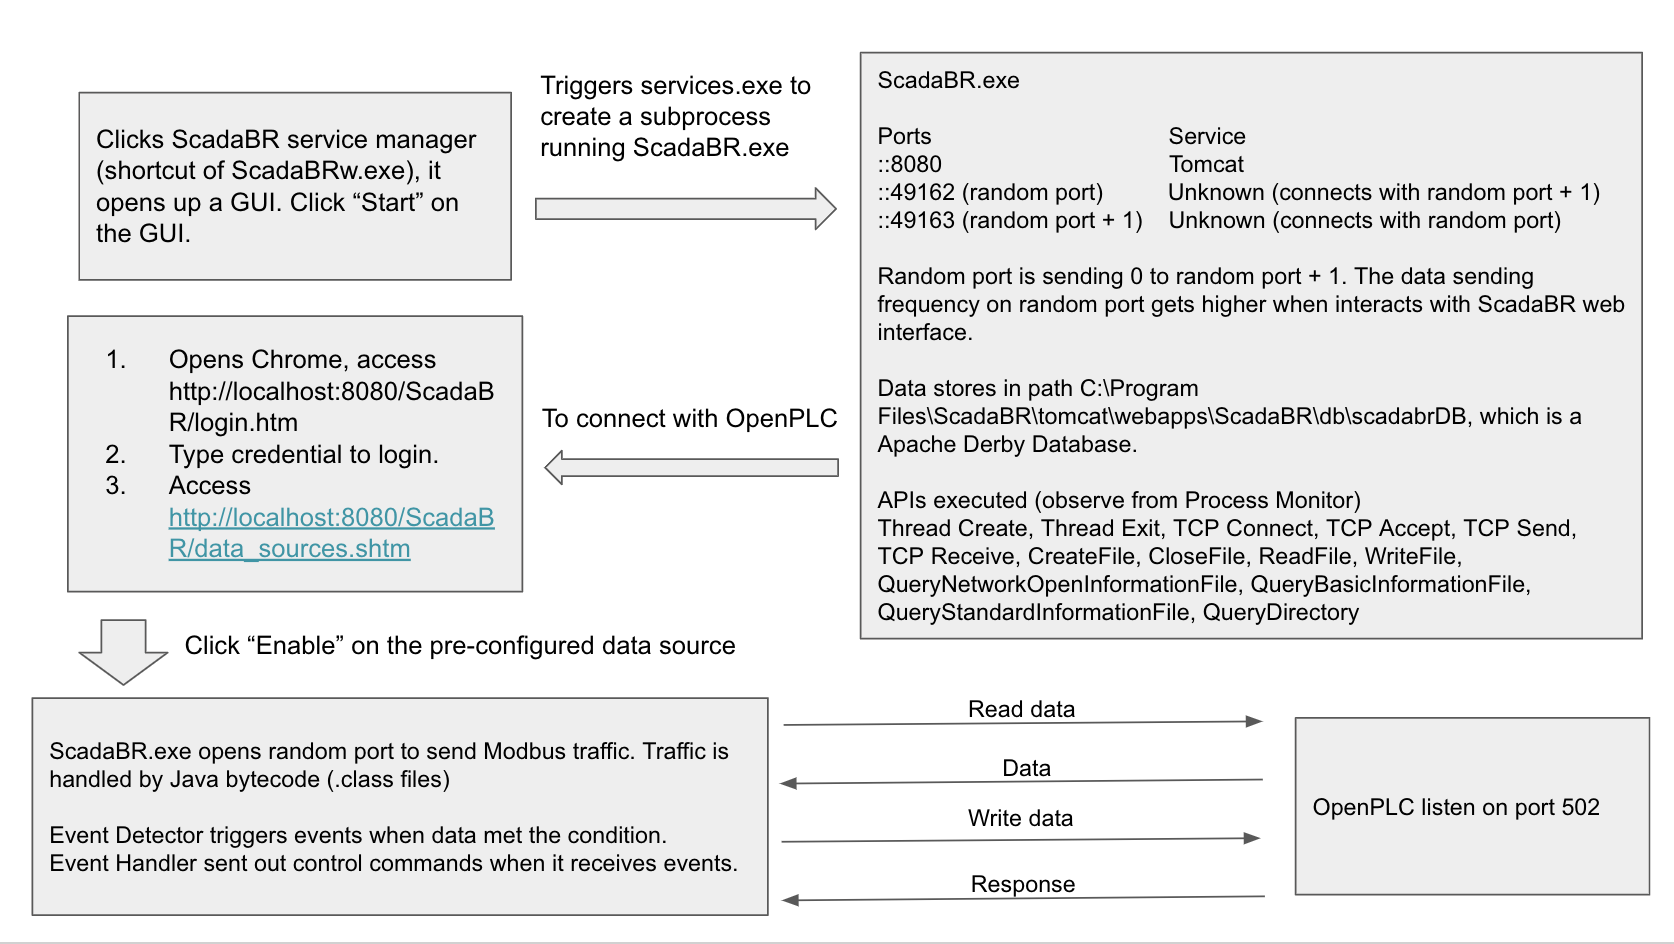 Clicks ScadaBR service manager
(shortcut of ScadaBRw.exe), it
opens up a GUI. Click “Start” on
the GUI.
Triggers services.exe to
create a subprocess
running ScadaBR.exe
ScadaBR.exe
Ports Service
::8080 Tomcat
::49162 (random port) Unknown (connects with random port + 1)
::49163 (random port + 1) Unknown (connects with random port)
Random port is sending 0 to random port + 1. The data sending
frequency on random port gets higher when interacts with ScadaBR web
interface.
Data stores in path C:\Program
Files\ScadaBR\tomcat\webapps\ScadaBR\db\scadabrDB, which is a
Apache Derby Database.
APIs executed (observe from Process Monitor)
Thread Create, Thread Exit, TCP Connect, TCP Accept, TCP Send,
TCP Receive, CreateFile, CloseFile, ReadFile, WriteFile,
QueryNetworkOpenInformationFile, QueryBasicInformationFile,
QueryStandardInformationFile, QueryDirectory
To connect with OpenPLC
1. Opens Chrome, access
http://localhost:8080/ScadaB
R/login.htm
2. Type credential to login.
3. Access
http://localhost:8080/ScadaB
R/data_sources.shtm
Click “Enable” on the pre-configured data source
ScadaBR.exe opens random port to send Modbus traffic. Traffic is
handled by Java bytecode (.class files)
Event Detector triggers events when data met the condition.
Event Handler sent out control commands when it receives events.
Read data
Data
Write data
Response
OpenPLC listen on port 502